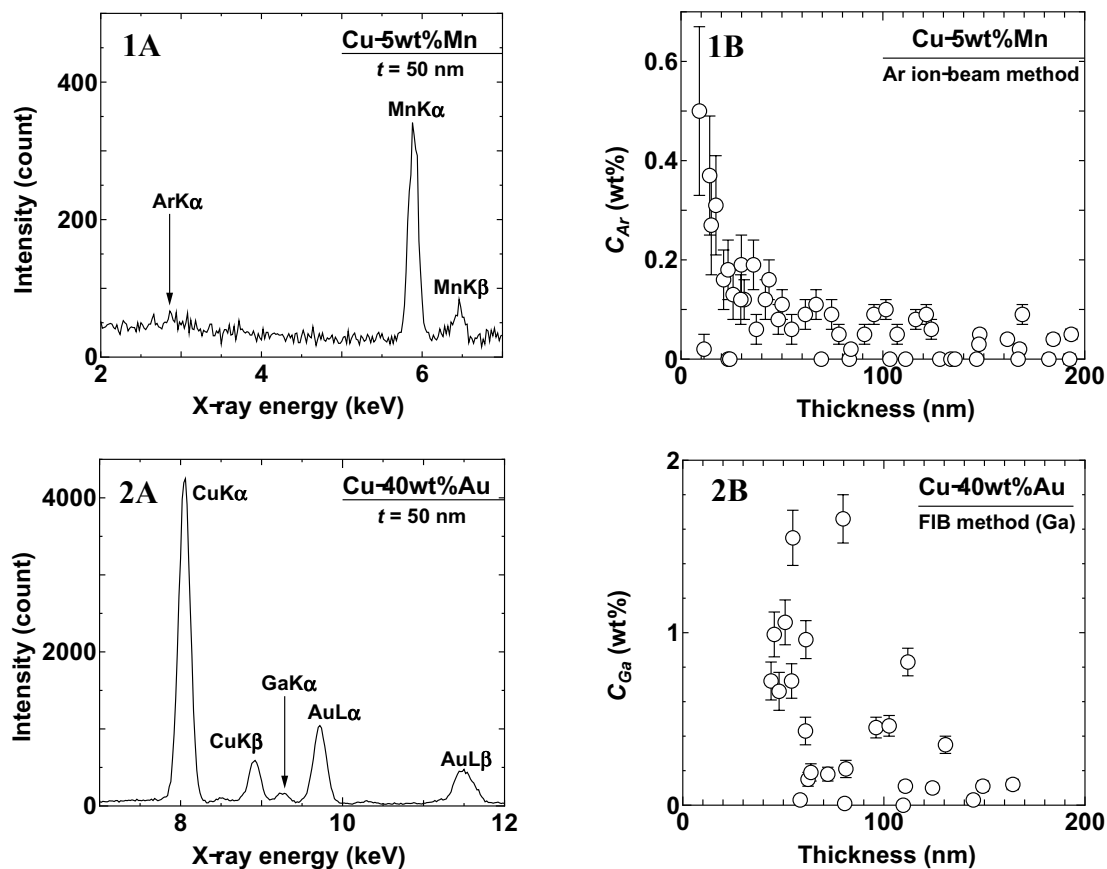 1A
Cu-5wt%Mn
t = 50 nm
MnKα
ArKα
MnKβ
400
200
0
2
4
6
Intensity (count)
X-ray energy (keV)
1B
Cu-5wt%Mn
Ar ion-beam method
0.6
0.4
0.2
0
0
100
200
C_Ar (wt%)
Thickness (nm)
2A
Cu-40wt%Au
t = 50 nm
CuKα
GaKα
AuLα
CuKβ
AuLβ
4000
2000
0
8
10
12
Intensity (count)
X-ray energy (keV)
2B
Cu-40wt%Au
FIB method (Ga)
2
1
0
0
100
200
C_Ga (wt%)
Thickness (nm)